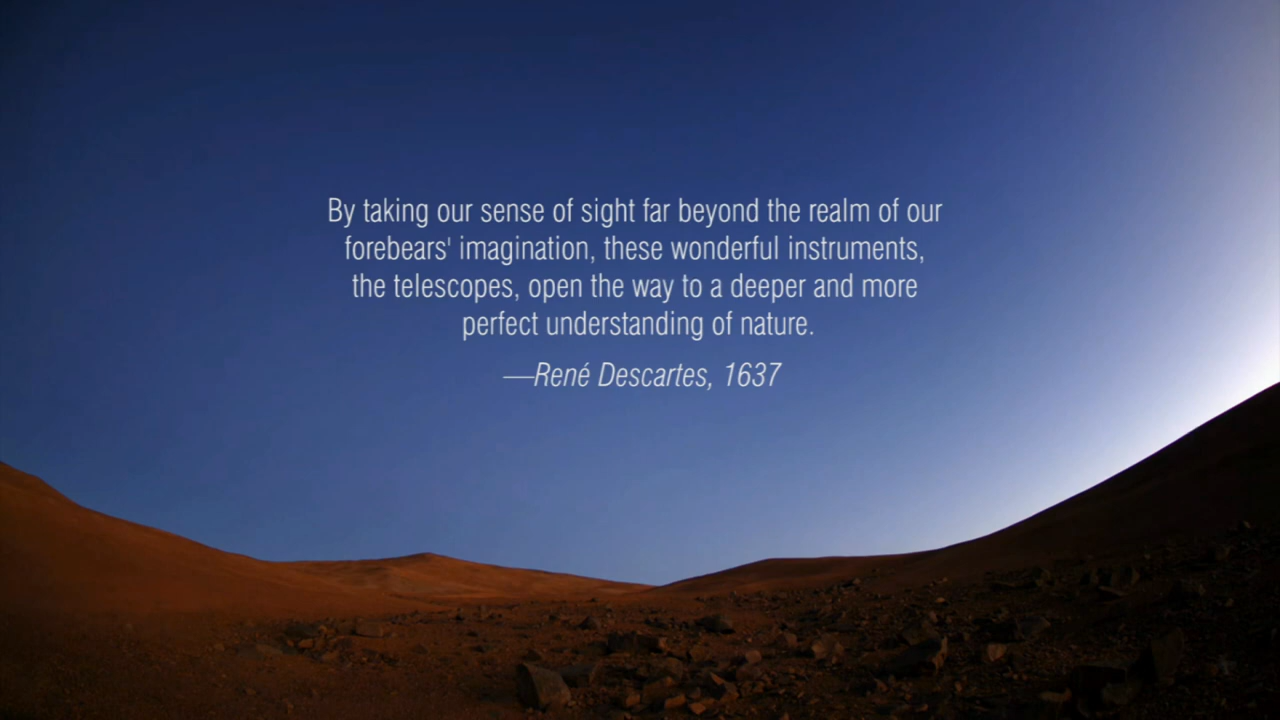 By taking our sense of sight far beyond the realm of our
forebears' imagination, these wonderful instruments,
the telescopes, open the way to a deeper and more
perfect understanding of nature.
—René Descartes, 1637